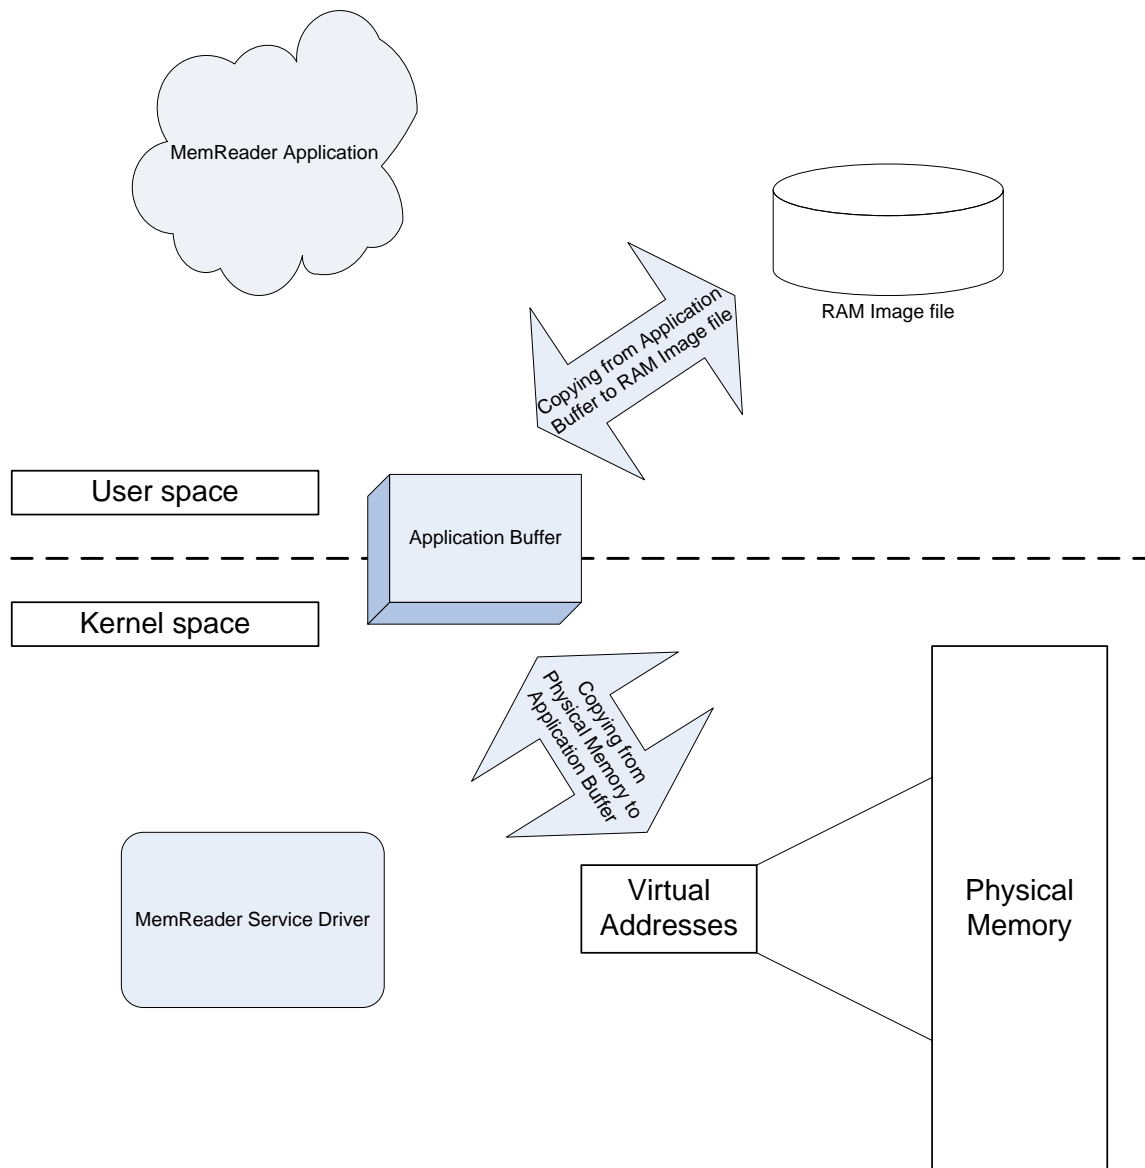 MemReader Application
RAM Image file
Copying from Application
Buffer to RAM Image file
User space
Application Buffer
Kernel space
Copying from
Physical Memory to
Application Buffer
MemReader Service Driver
Virtual
Addresses
Physical
Memory